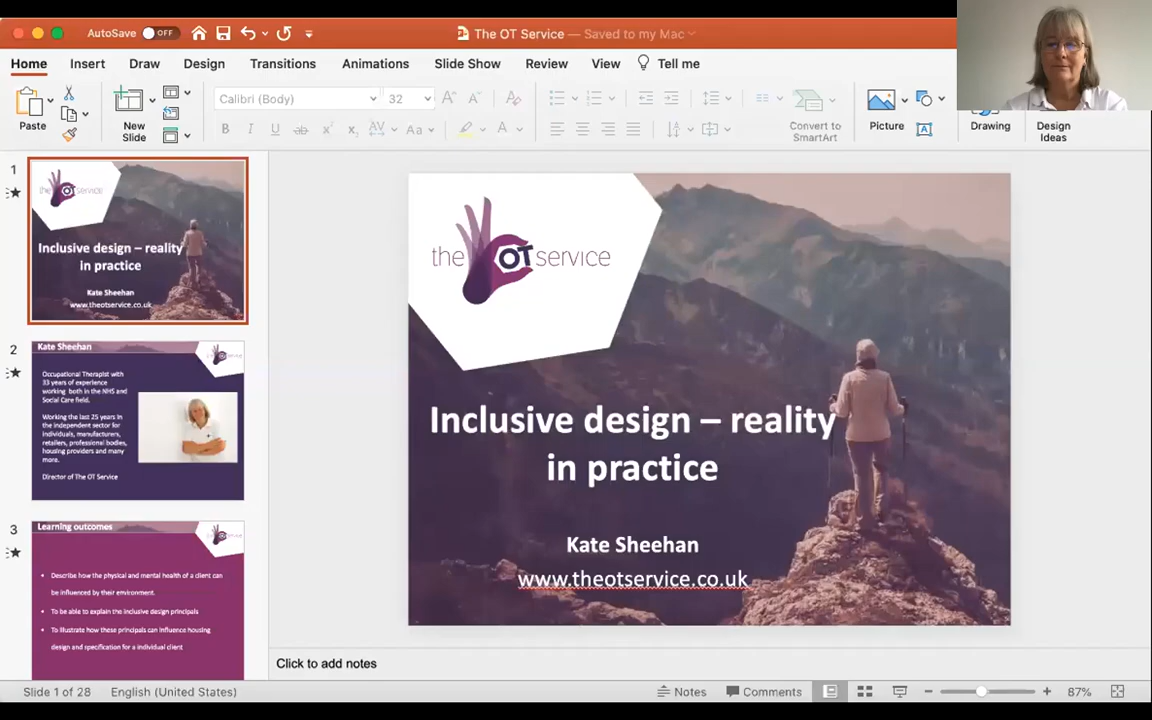 AutoSave OFF
The OT Service — Saved to my Mac
Home Insert Draw Design Transitions Animations Slide Show Review View Tell me
Paste
New
Slide
Calibri (Body) 32
Convert to
SmartArt
Picture
Drawing
Design
Ideas
1
the OT service
Inclusive design – reality
in practice
Kate Sheehan
www.theotservice.co.uk
2
Kate Sheehan
Occupational Therapist with
33 years of experience
working both in the NHS and
Social Care field.
Working the last 25 years in
the independent sector for
individuals, manufacturers,
retailers, professional bodies,
housing providers and many
more.
Director of The OT Service
3
Learning outcomes
• Describe how the physical and mental health of a client can
be influenced by their environment.
• To be able to explain the inclusive design principals
• To illustrate how these principals can influence housing
design and specification for a individual client
the OT service
Inclusive design – reality
in practice
Kate Sheehan
www.theotservice.co.uk
Click to add notes
Slide 1 of 28 English (United States) Notes Comments 87%